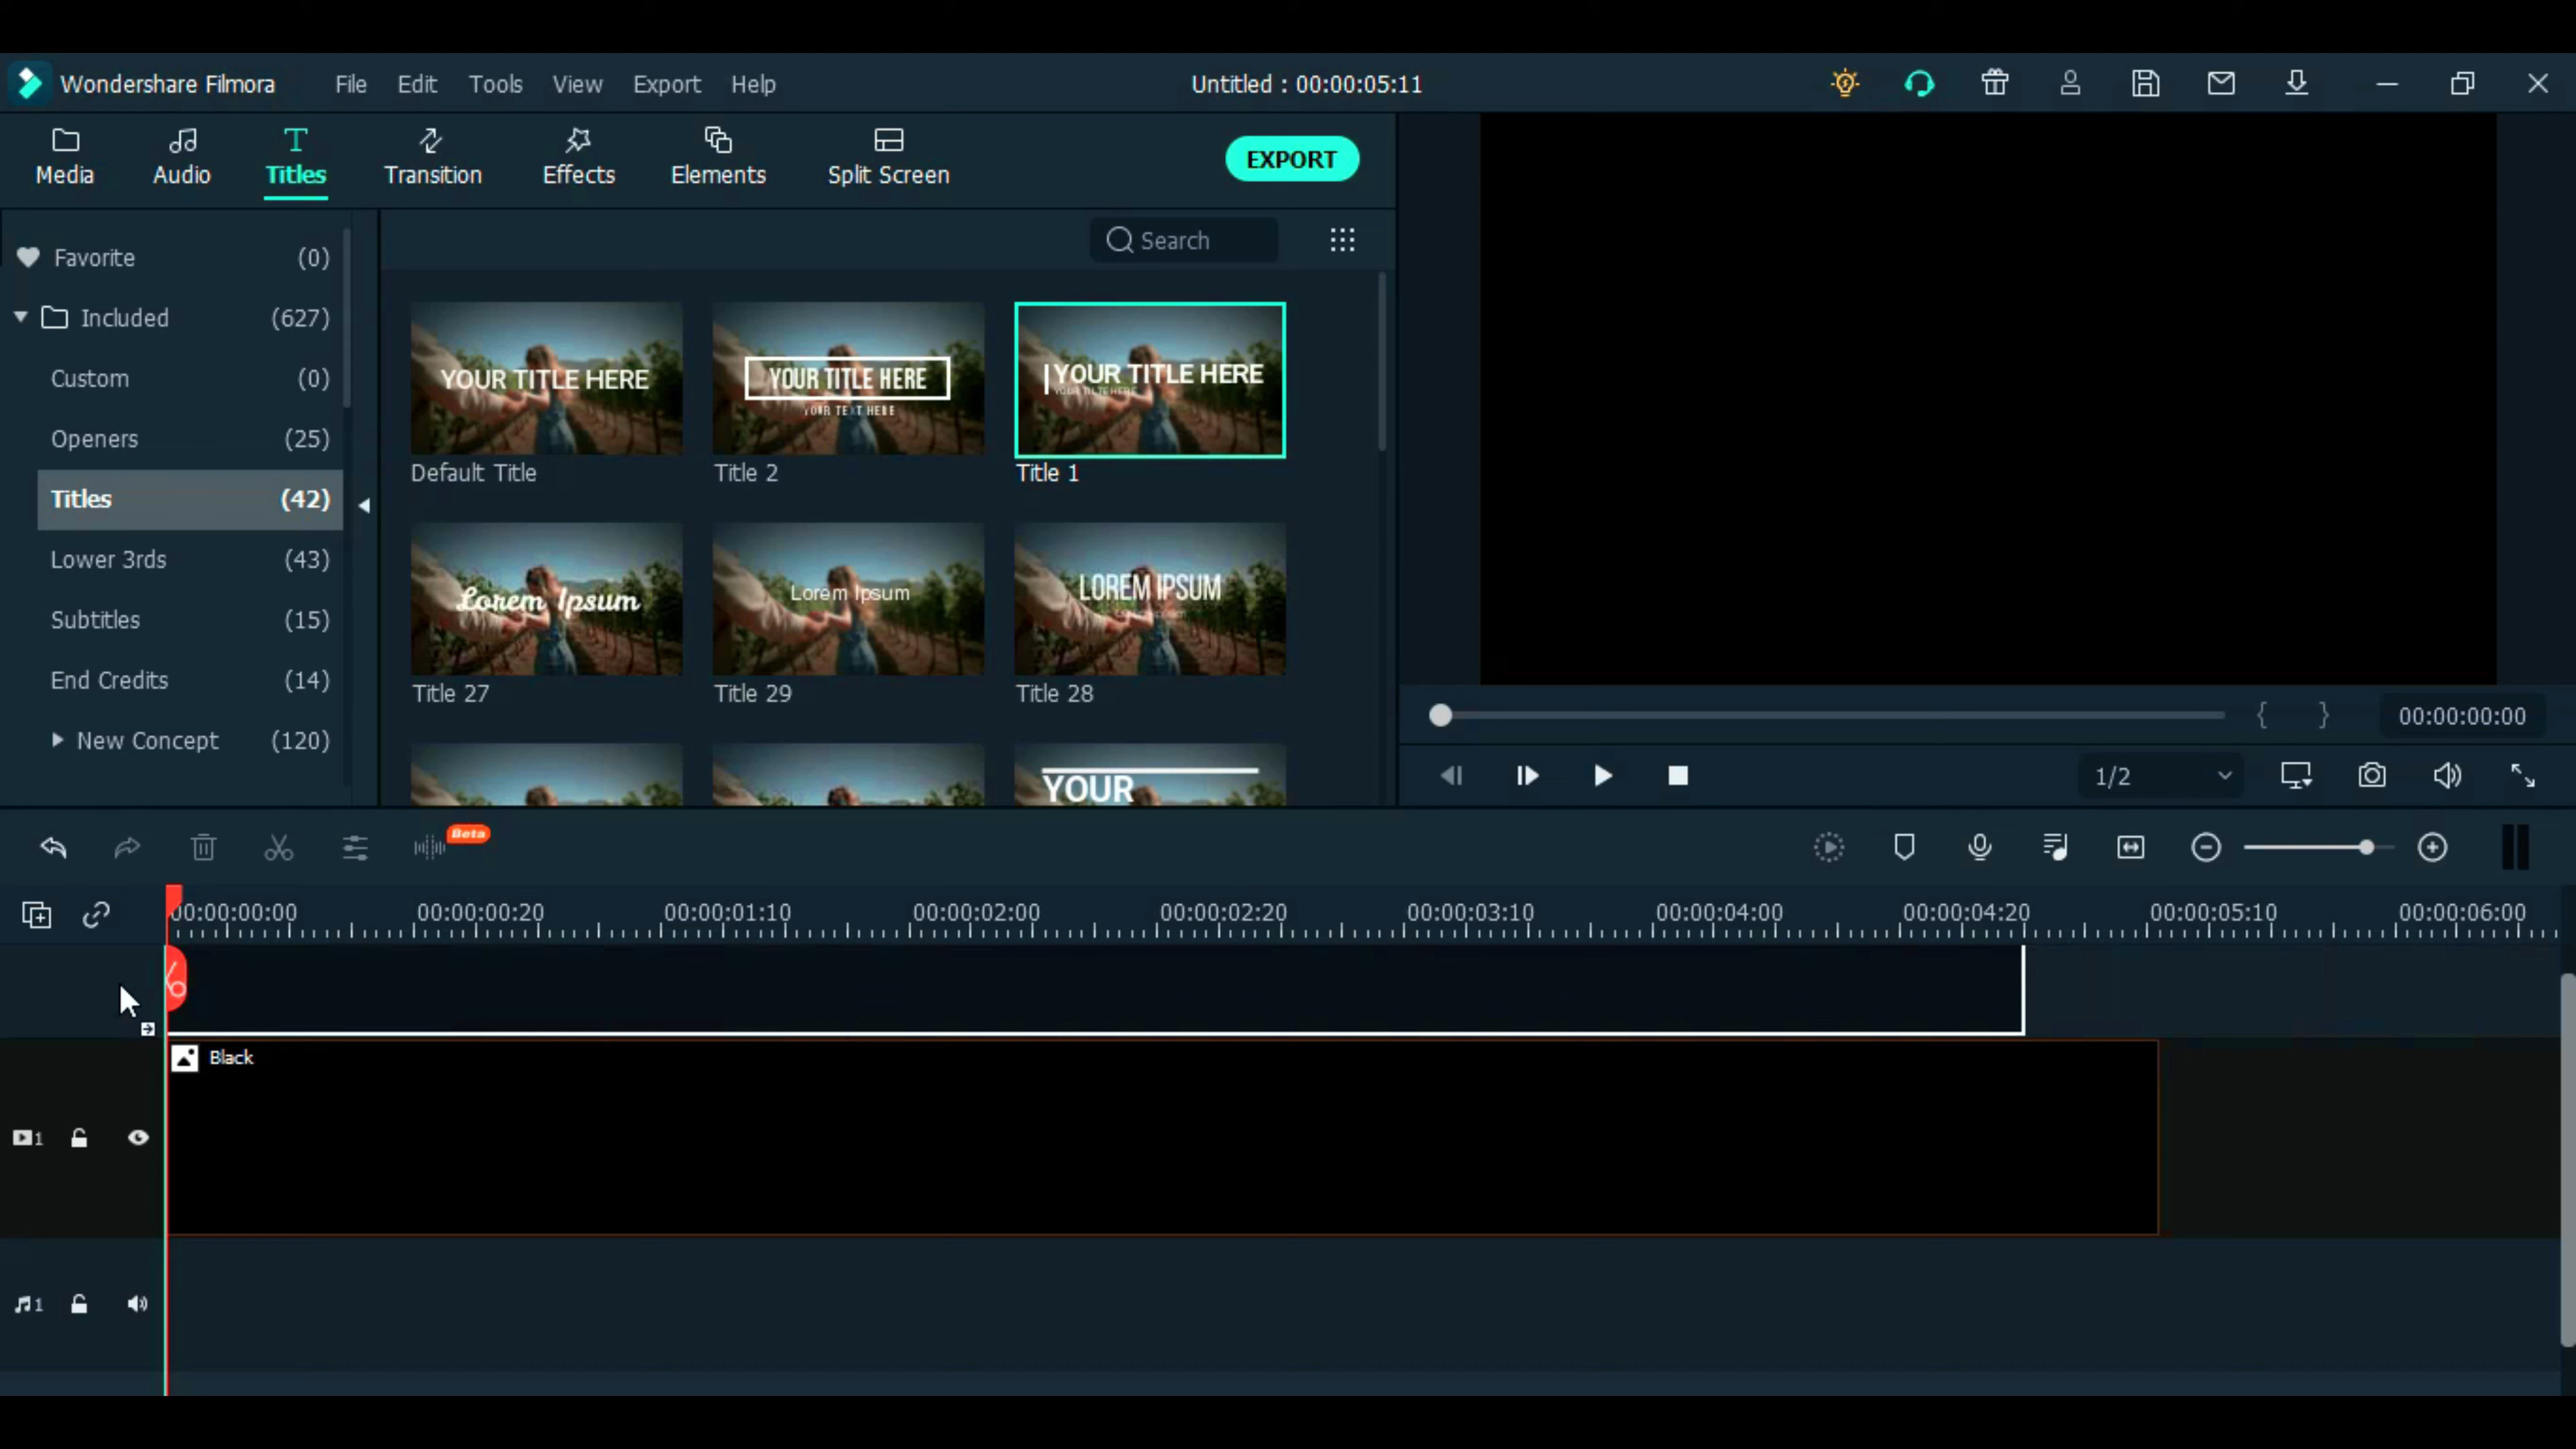 Wondershare Filmora File Edit Tools View Export Help Untitled : 00:00:05:11
Media Audio Titles Transition Effects Elements Split Screen EXPORT
Search
Favorite (0)
Included (627)
Custom (0)
Openers (25)
Titles (42)
Lower 3rds (43)
Subtitles (15)
End Credits (14)
New Concept (120)
YOUR TITLE HERE
Default Title
YOUR TITLE HERE
YOUR TEXT HERE
Title 2
YOUR TITLE HERE
Title 1
Lorem Ipsum
Title 27
Lorem Ipsum
Title 29
LOREM IPSUM
Title 28
YOUR
{ } 00:00:00:00
1/2
Beta
00:00:00:00 00:00:00:20 00:00:01:10 00:00:02:00 00:00:02:20 00:00:03:10 00:00:04:00 00:00:04:20 00:00:05:10 00:00:06:00
Black
1
1